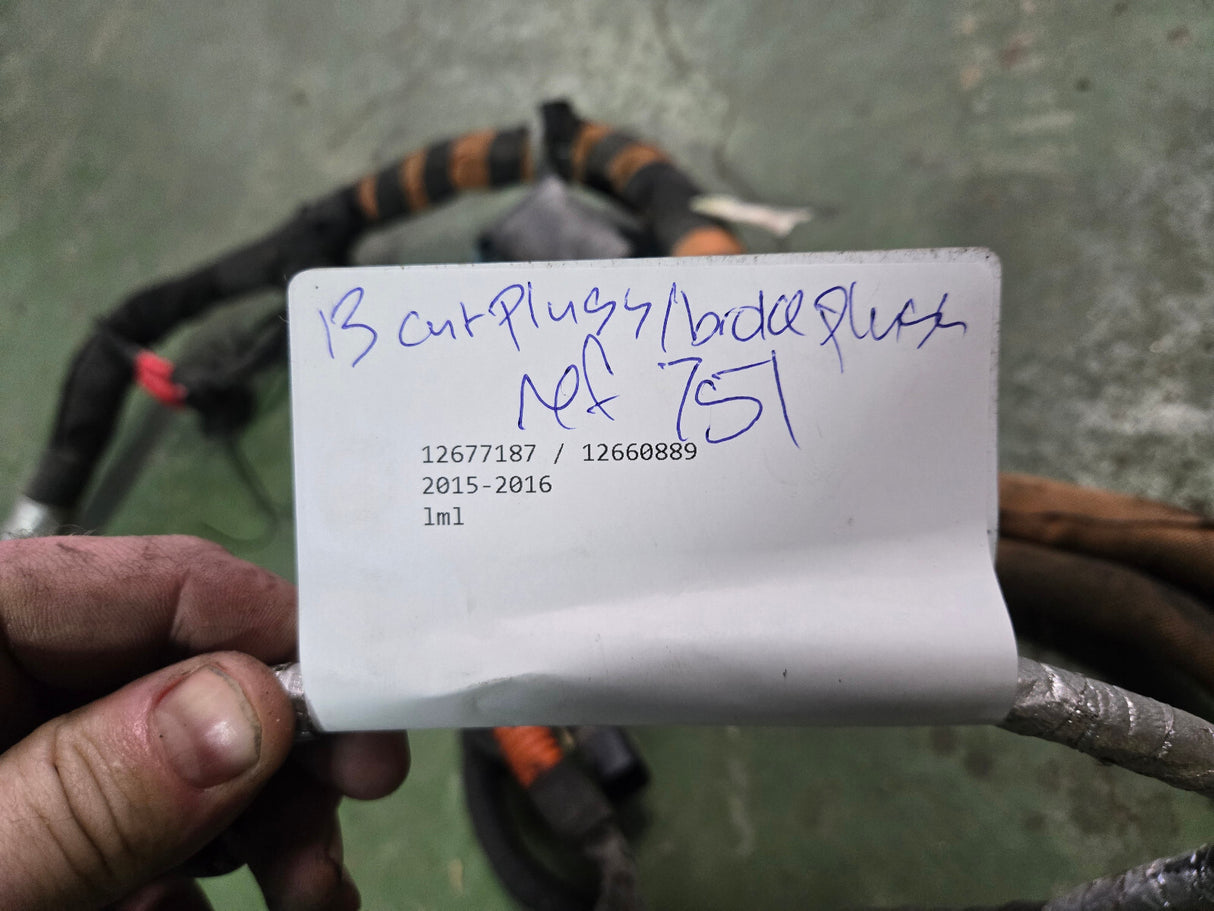 13 cut plugs/broke plugs
ref 751
12677187 / 12660889
2015-2016
lml